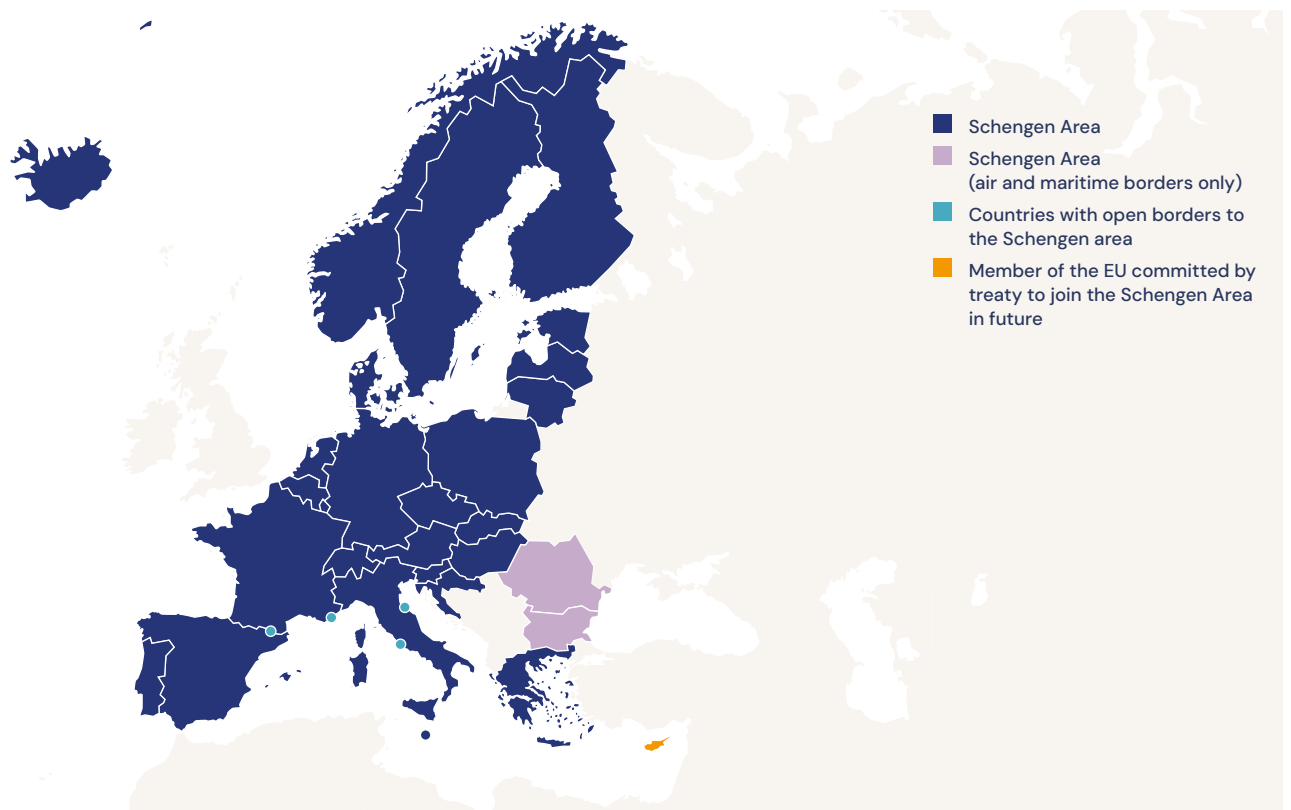 Schengen Area
Schengen Area
(air and maritime borders only)
Countries with open borders to
the Schengen area
Member of the EU committed by
treaty to join the Schengen Area
in future